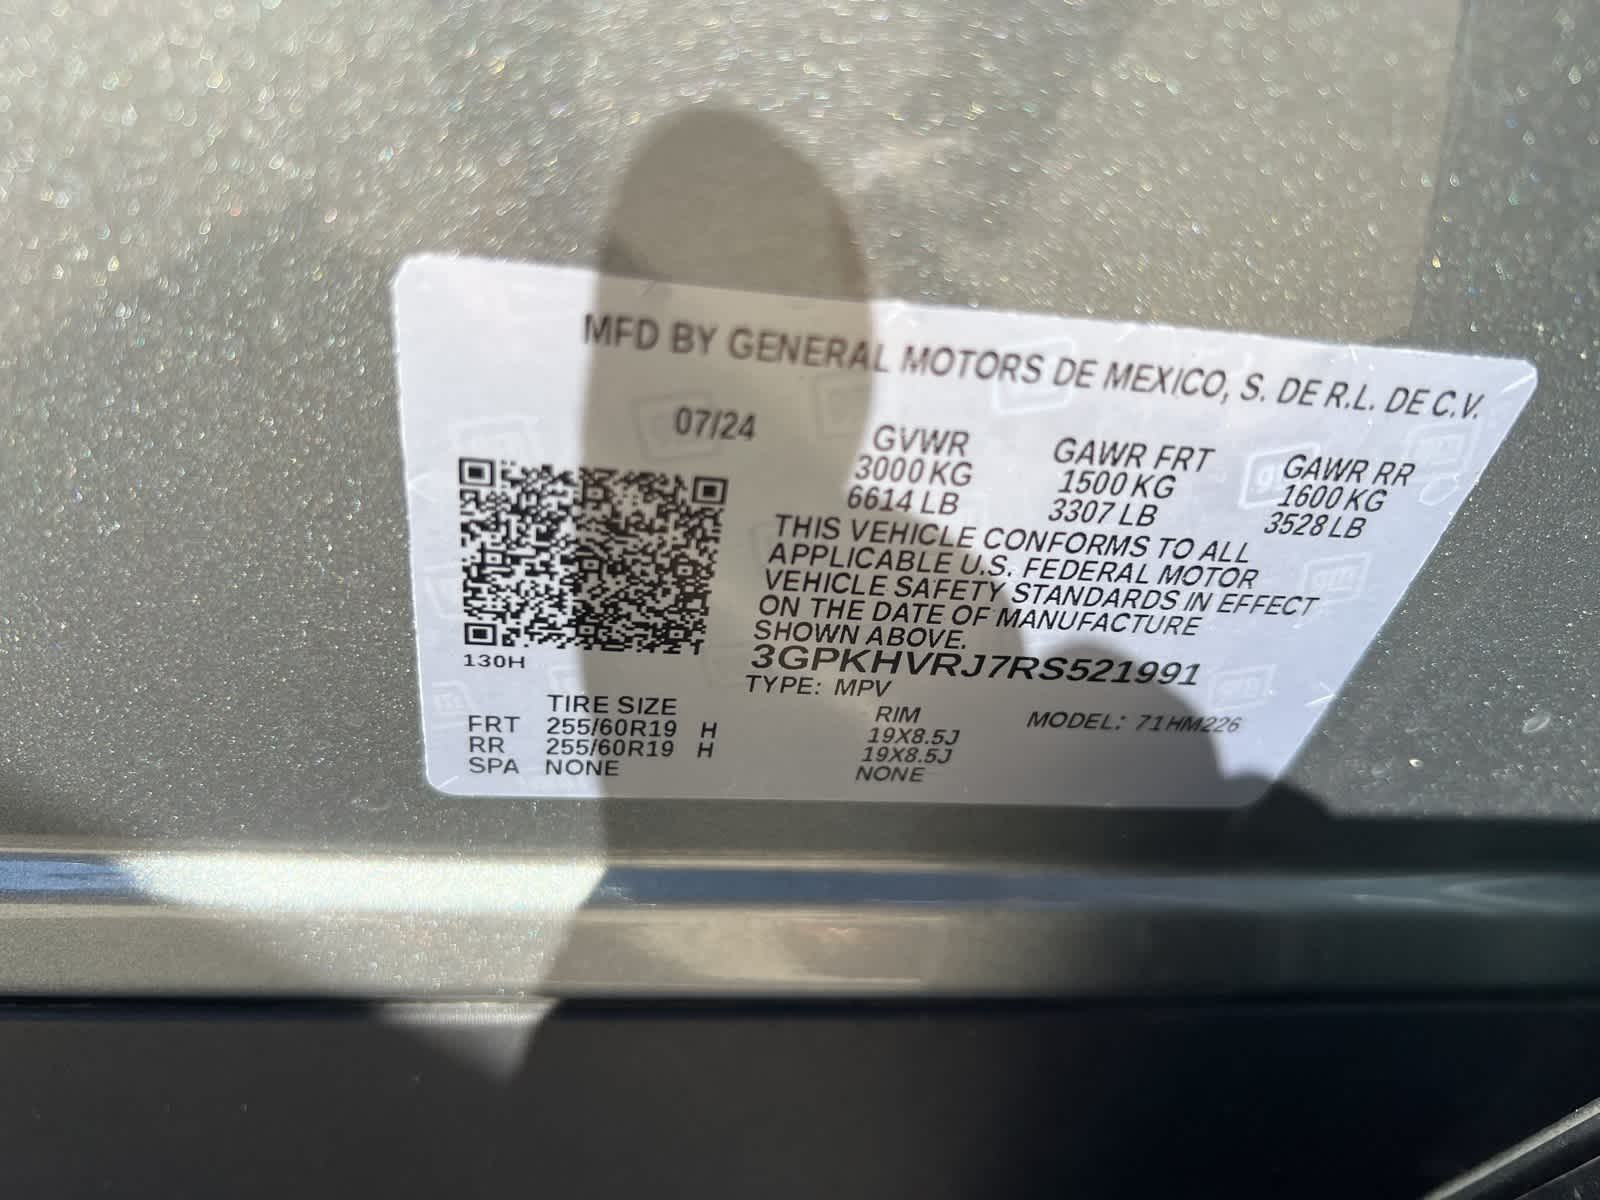 MFD BY GENERAL MOTORS DE MEXICO, S. DE R.L. DE C.V.
07/24
GVWR GAWR FRT GAWR RR
3000 KG 1500 KG 1600 KG
6614 LB 3307 LB 3528 LB
THIS VEHICLE CONFORMS TO ALL
APPLICABLE U.S. FEDERAL MOTOR
VEHICLE SAFETY STANDARDS IN EFFECT
ON THE DATE OF MANUFACTURE
SHOWN ABOVE.
3GPKHVRJ7RS521991
TYPE: MPV
130H
TIRE SIZE RIM MODEL: 71HM226
FRT 255/60R19 H 19X8.5J
RR 255/60R19 H 19X8.5J
SPA NONE NONE